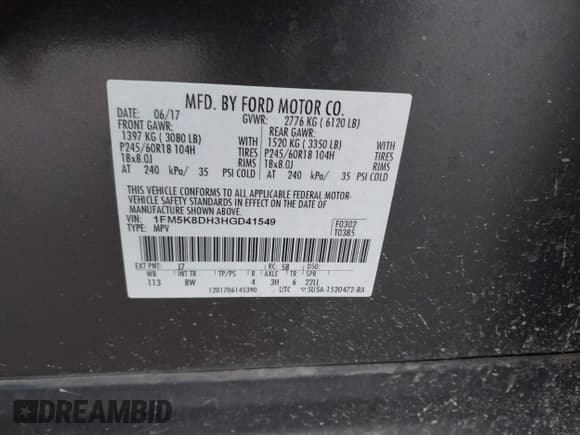 MFD. BY FORD MOTOR CO.
DATE: 06/17 GVWR: 2776 KG ( 6120 LB)
FRONT GAWR: REAR GAWR:
1397 KG ( 3080 LB) WITH 1520 KG ( 3350 LB) WITH
P245/60R18 104H TIRES P245/60R18 104H TIRES
18x8.0J RIMS 18x8.0J RIMS
AT 240 kPa/ 35 PSI COLD AT 240 kPa/ 35 PSI COLD
THIS VEHICLE CONFORMS TO ALL APPLICABLE FEDERAL MOTOR-
VEHICLE SAFETY STANDARDS IN EFFECT ON THE DATE OF
MANUFACTURE SHOWN ABOVE.
VIN: 1FM5K8DH3HGD41549 F0302
TYPE: MPV T0385
EXT PNT: J7 RC: 58 DSO:
WB INT TR TP/PS R AXLE TR SPR
113 BW 4 3H 6 22LL
1201706145390 UTC 5U5A-1520472-BA
DREAMBID